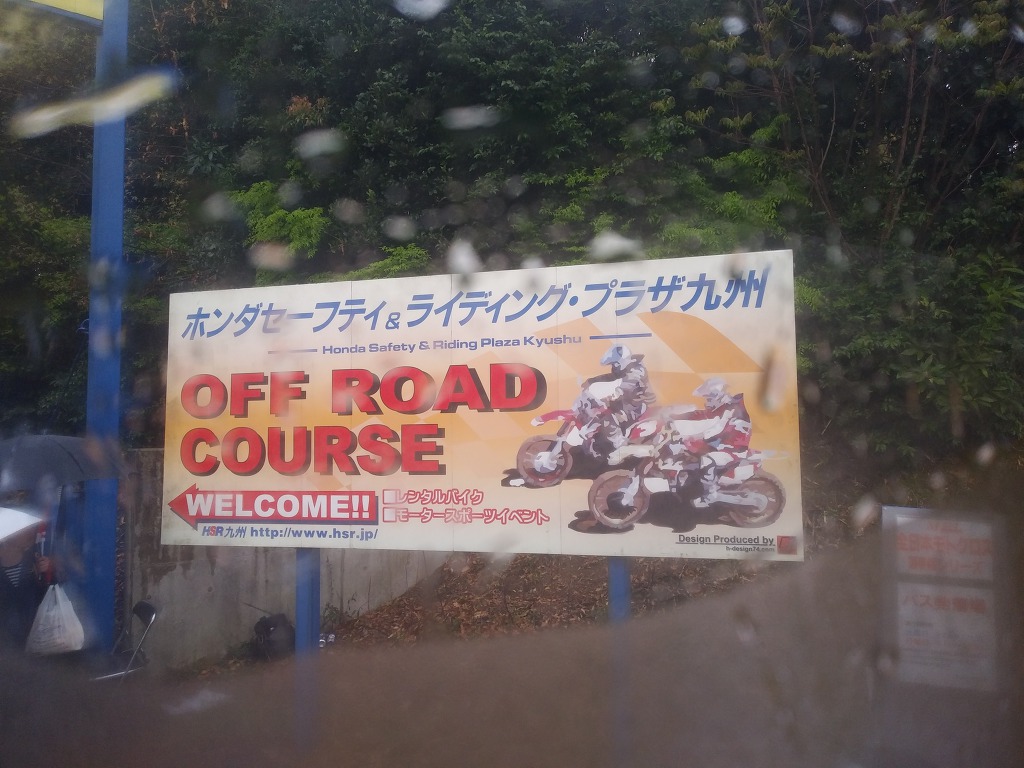 ホンダセーフティ&ライディング・プラザ九州
Honda Safety & Riding Plaza Kyushu
OFF ROAD
COURSE
WELCOME!!
■レンタルバイク
■モータースポーツイベント
HSR九州 http://www.hsr.jp/
Design Produced by
h-design74.com